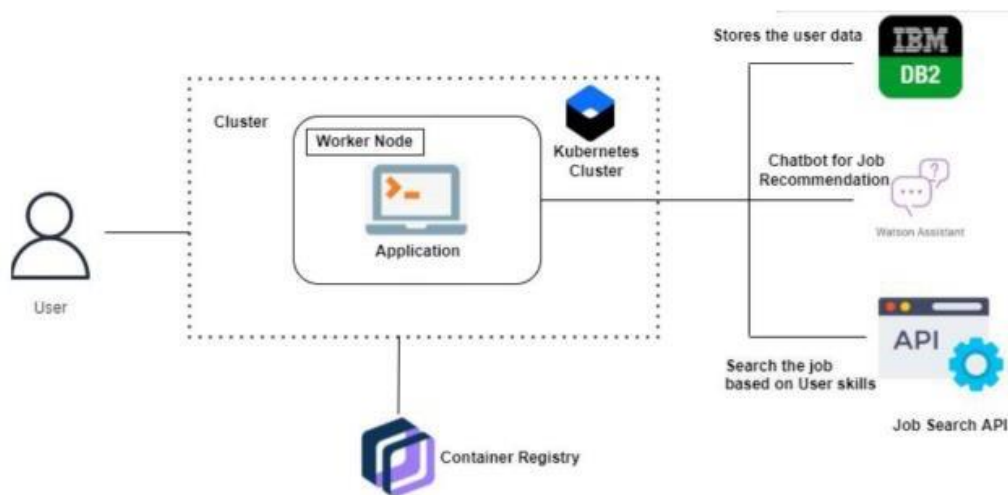 Stores the user data
IBM
DB2
Cluster
Worker Node
Kubernetes
Cluster
Application
Chatbot for Job
Recommendation
...
?
Watson Assistant
User
API
Search the job
based on User skills
Job Search API
Container Registry